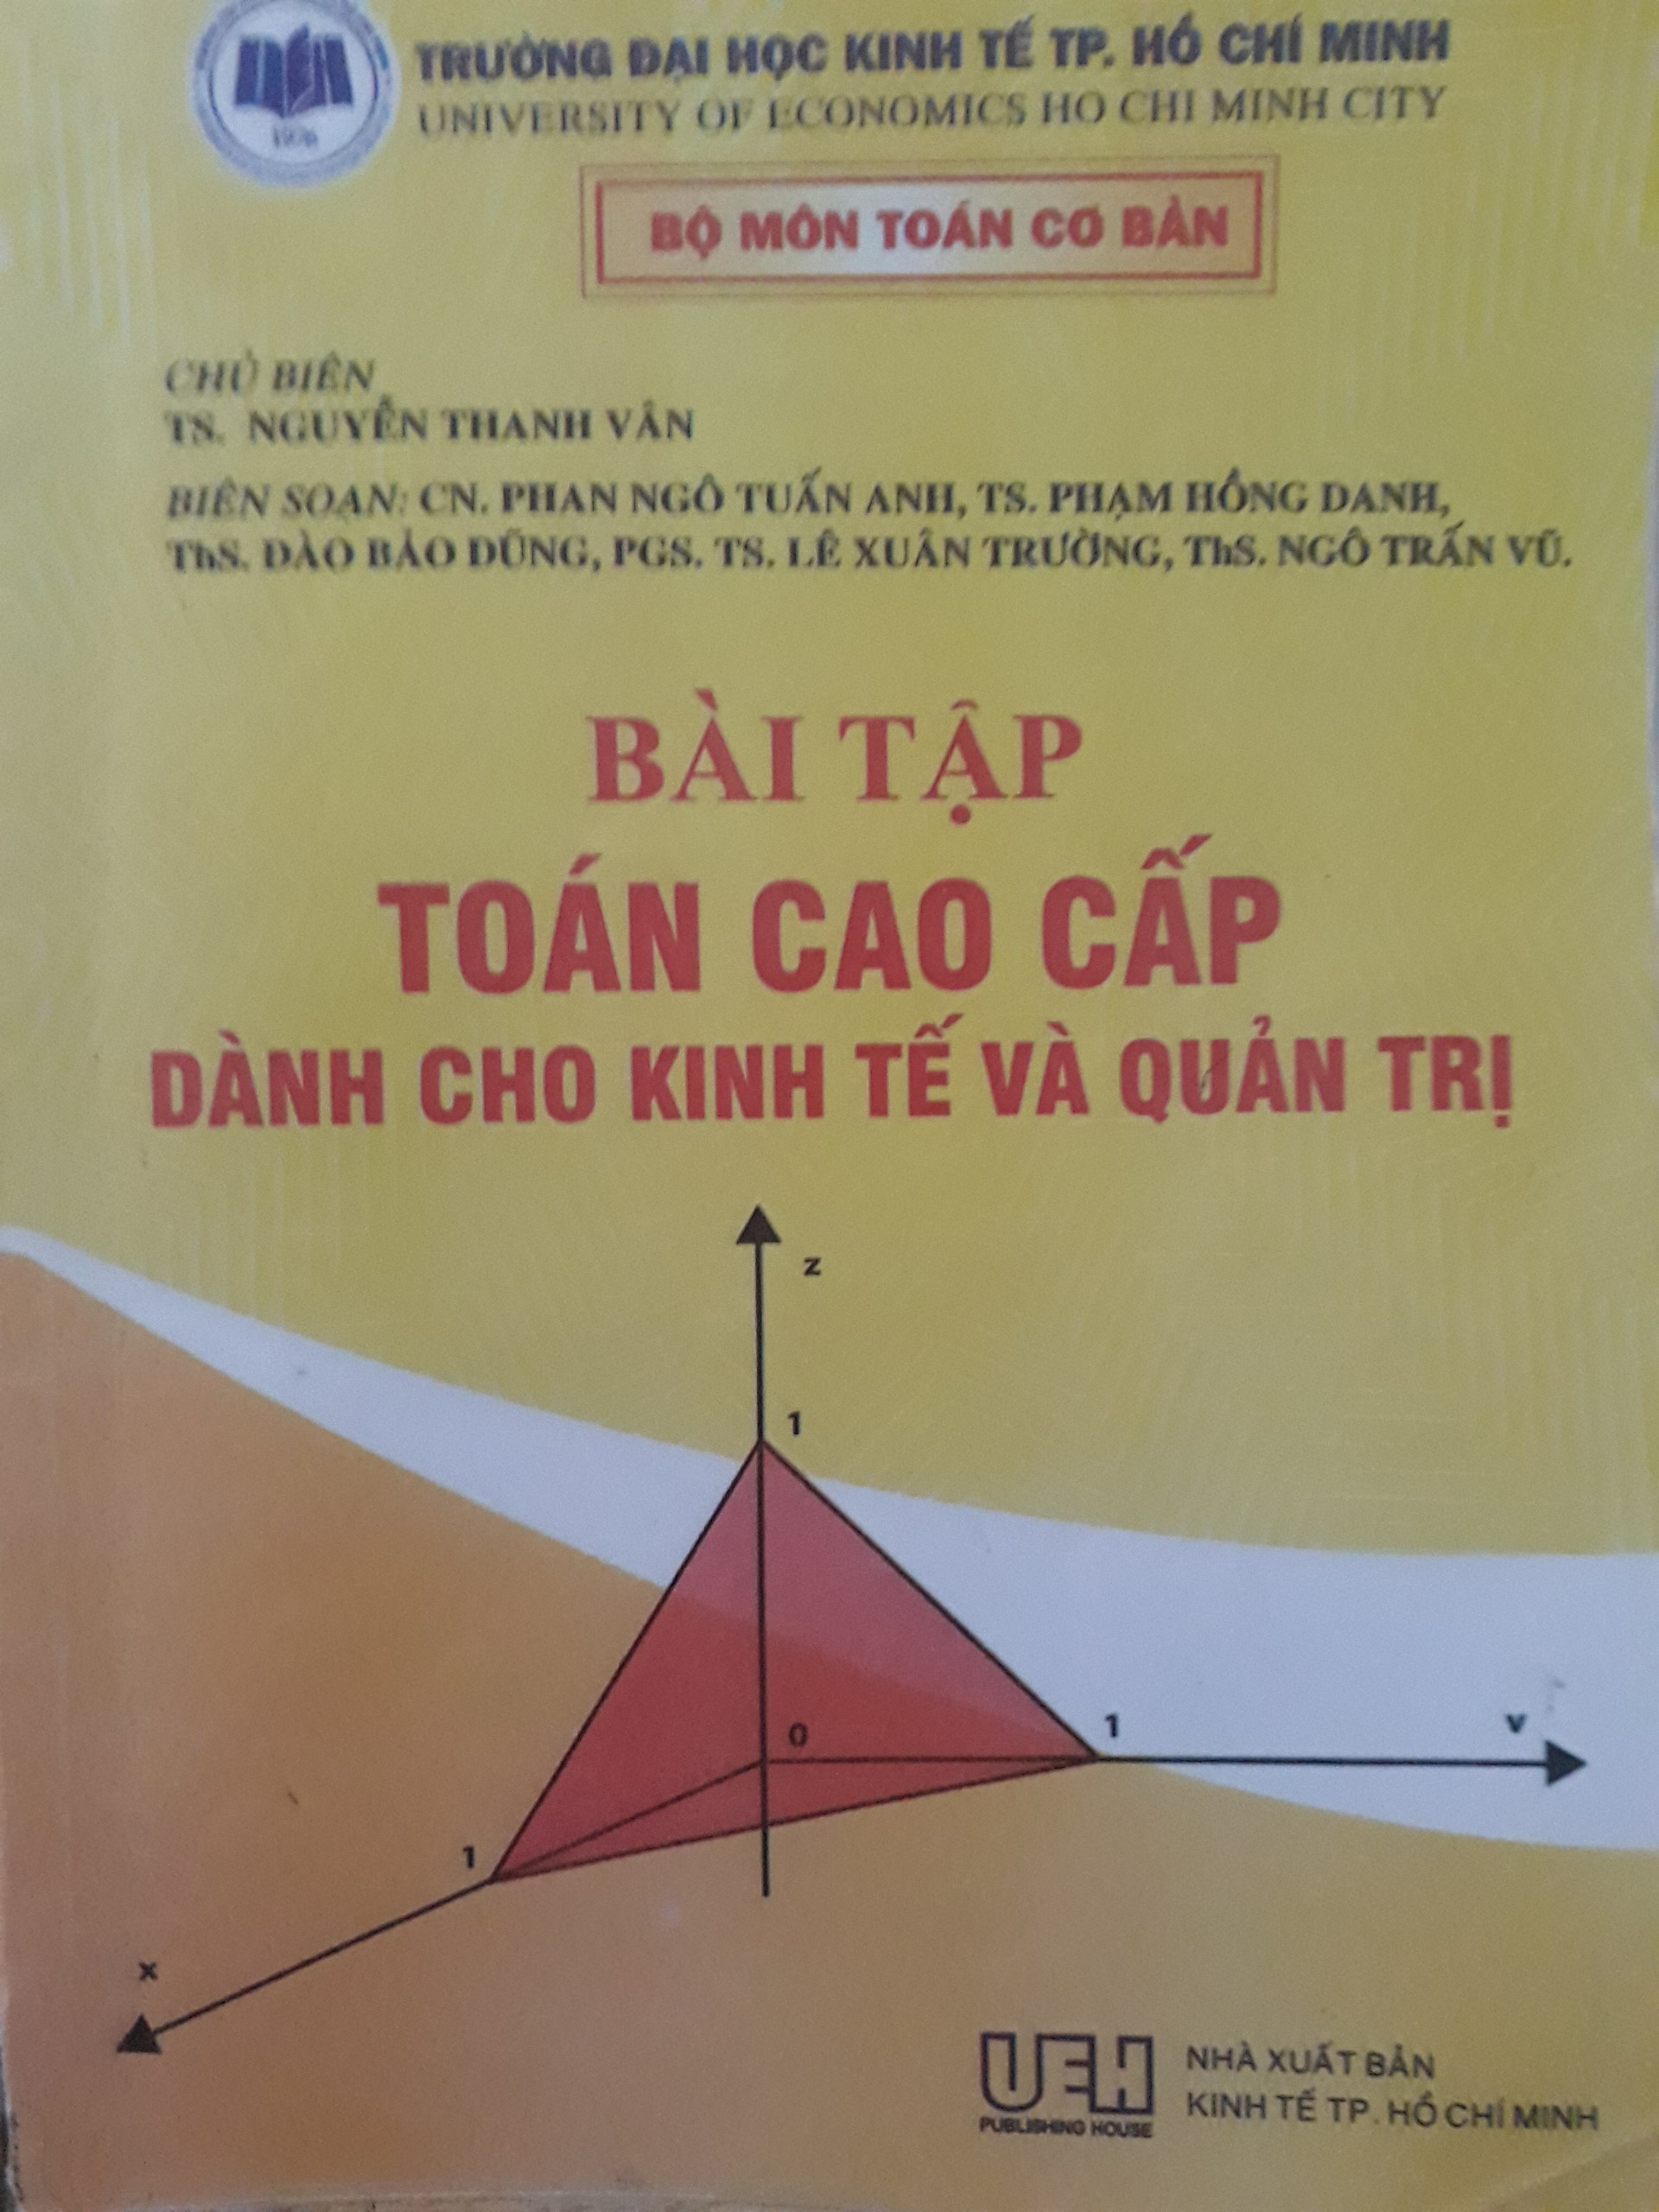 TRƯỜNG ĐẠI HỌC KINH TẾ TP. HỒ CHÍ MINH
UNIVERSITY OF ECONOMICS HO CHI MINH CITY
1976
BỘ MÔN TOÁN CƠ BẢN
CHỦ BIÊN
TS. NGUYỄN THANH VÂN
BIÊN SOẠN: CN. PHAN NGÔ TUẤN ANH, TS. PHẠM HỒNG DANH,
ThS. ĐÀO BẢO DŨNG, PGS. TS. LÊ XUÂN TRƯỜNG, ThS. NGÔ TRẤN VŨ.
BÀI TẬP
TOÁN CAO CẤP
DÀNH CHO KINH TẾ VÀ QUẢN TRỊ
z
1
0
1
v
1
x
UEH
PUBLISHING HOUSE
NHÀ XUẤT BẢN
KINH TẾ TP. HỒ CHÍ MINH